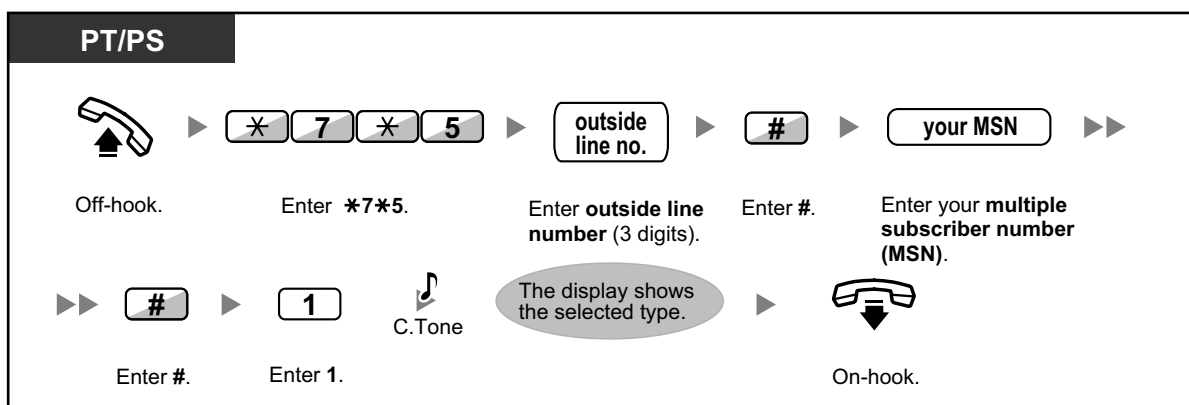 PT/PS
✳ 7 ✳ 5
outside
line no.
#
your MSN
Off-hook.
Enter ✳7✳5.
Enter outside line
number (3 digits).
Enter #.
Enter your multiple
subscriber number
(MSN).
#
1
C.Tone
The display shows
the selected type.
Enter #.
Enter 1.
On-hook.